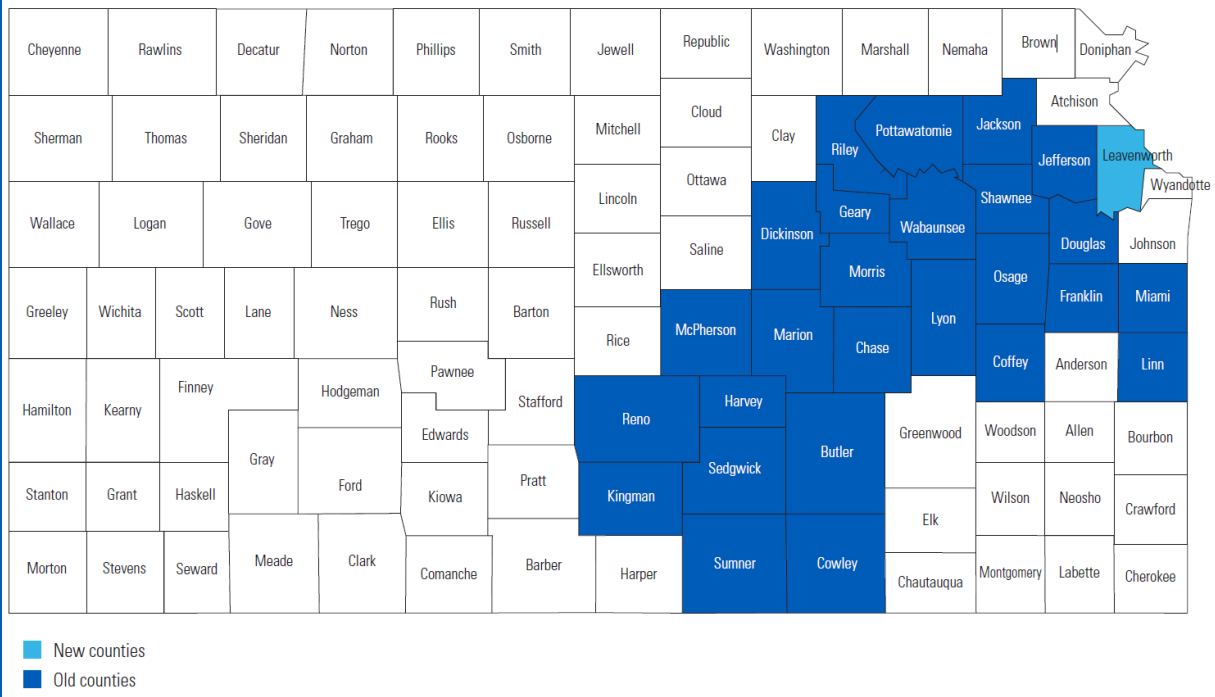 Cheyenne Rawlins Decatur Norton Phillips Smith Jewell Republic Washington Marshall Nemaha Brown Doniphan
Sherman Thomas Sheridan Graham Rooks Osborne Mitchell Cloud Clay Riley Pottawatomie Jackson Atchison
Jefferson Leavenworth
Wyandotte
Lincoln Ottawa
Wallace Logan Gove Trego Ellis Russell Geary Wabaunsee Shawnee
Dickinson Douglas Johnson
Ellsworth Saline Morris Osage
Greeley Wichita Scott Lane Ness Rush Barton Lyon Franklin Miami
Rice McPherson Marion Chase
Pawnee Coffey Anderson Linn
Finney Hodgeman
Hamilton Kearny Stafford Reno Harvey
Edwards Greenwood Woodson Allen Bourbon
Gray Butler
Sedgwick
Stanton Grant Haskell Ford Kiowa Pratt Kingman Wilson Neosho Crawford
Elk
Morton Stevens Seward Meade Clark Comanche Barber Harper Sumner Cowley Chautauqua Montgomery Labette Cherokee
New counties
Old counties